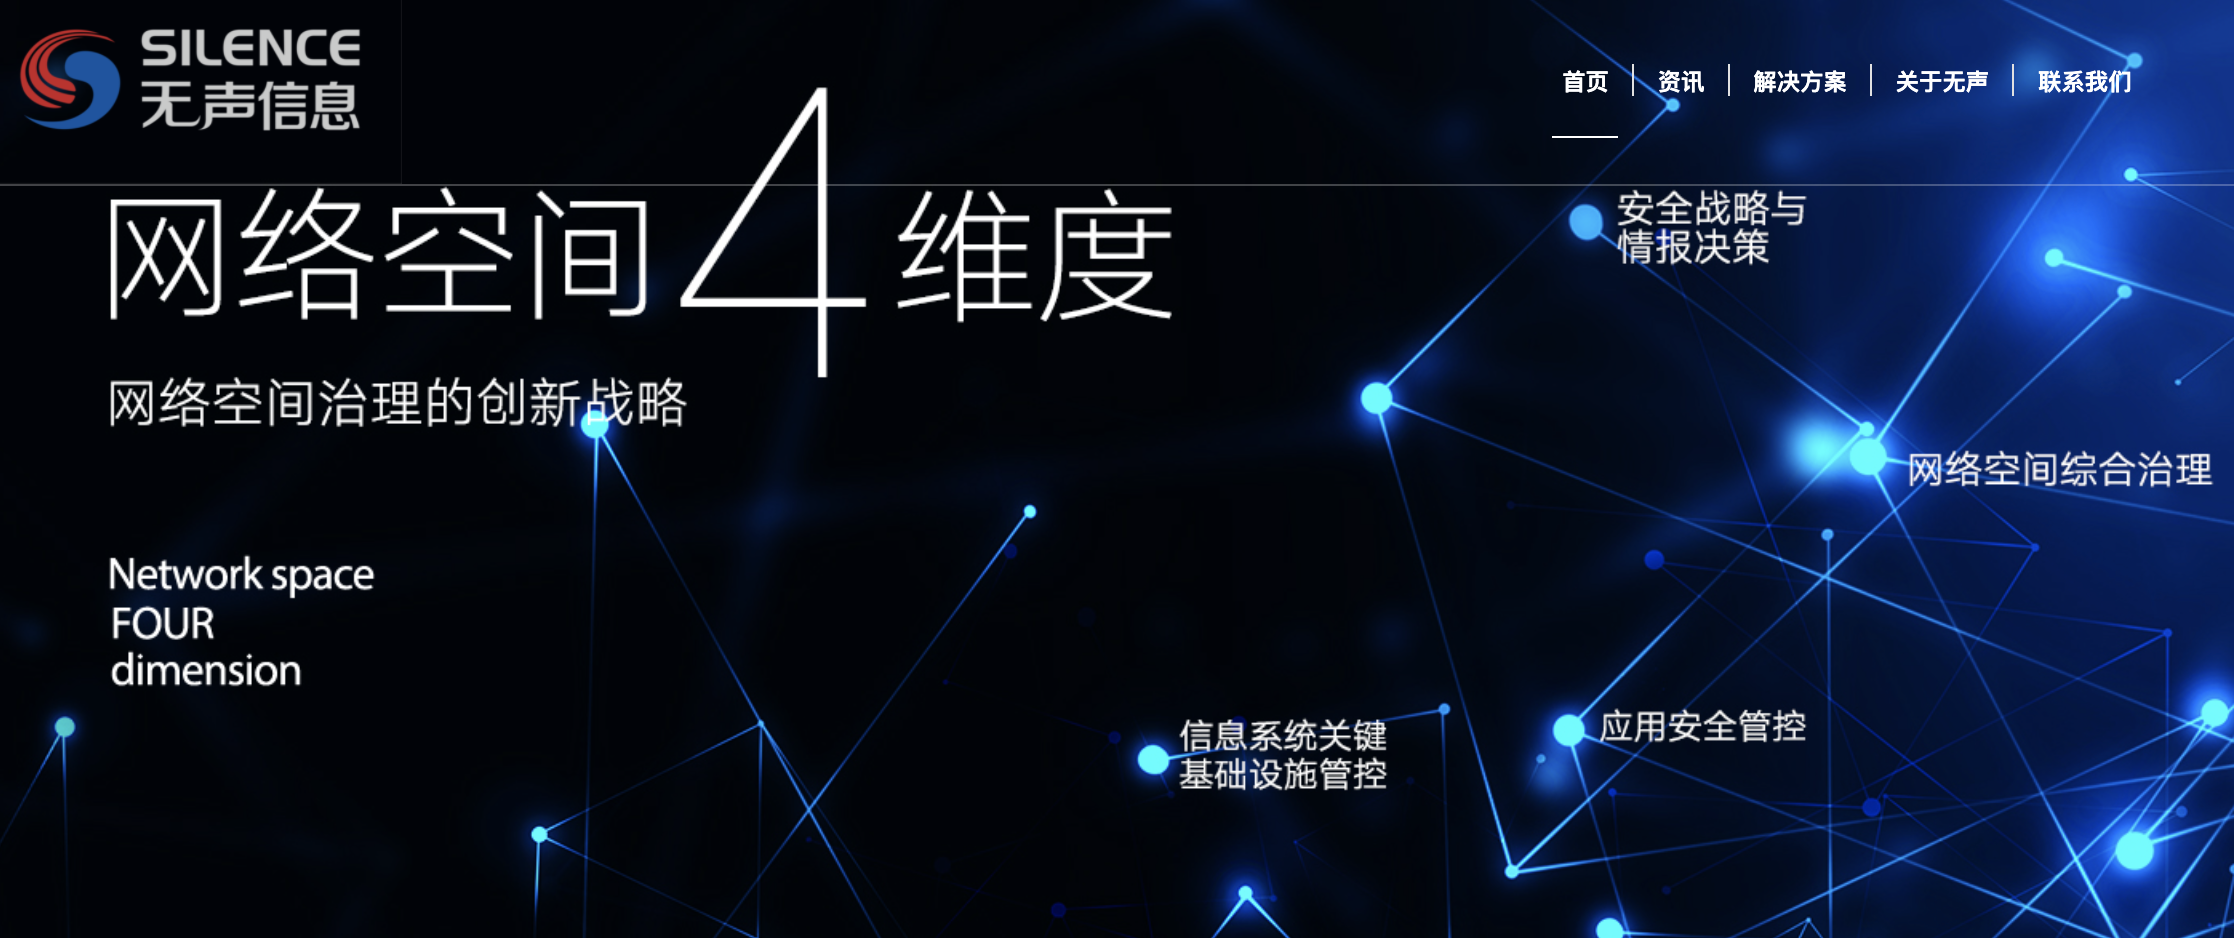 SILENCE
无声信息
首页
资讯
解决方案
关于无声
联系我们
网络空间4维度
网络空间治理的创新战略
Network space
FOUR
dimension
安全战略与
情报决策
网络空间综合治理
信息系统关键
基础设施管控
应用安全管控